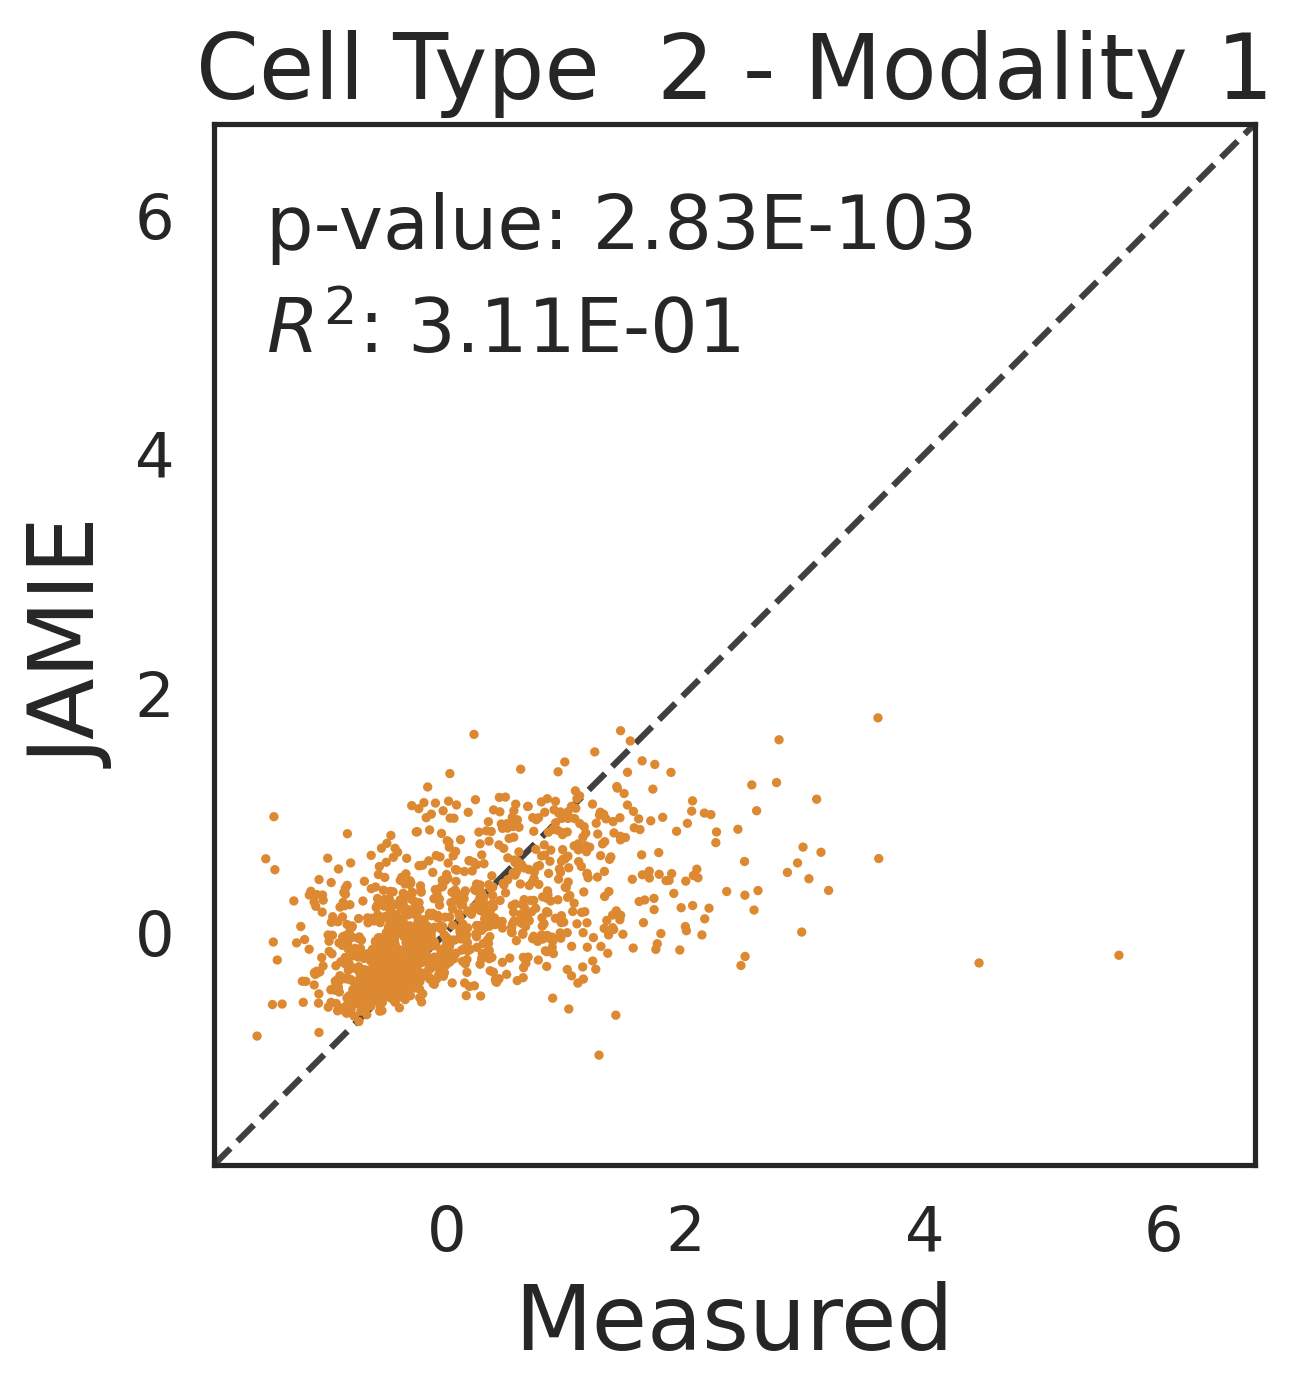 Cell Type  2 - Modality 1
p-value: 2.83E-103
R²: 3.11E-01
6
4
2
0
JAMIE
0 2 4 6
Measured